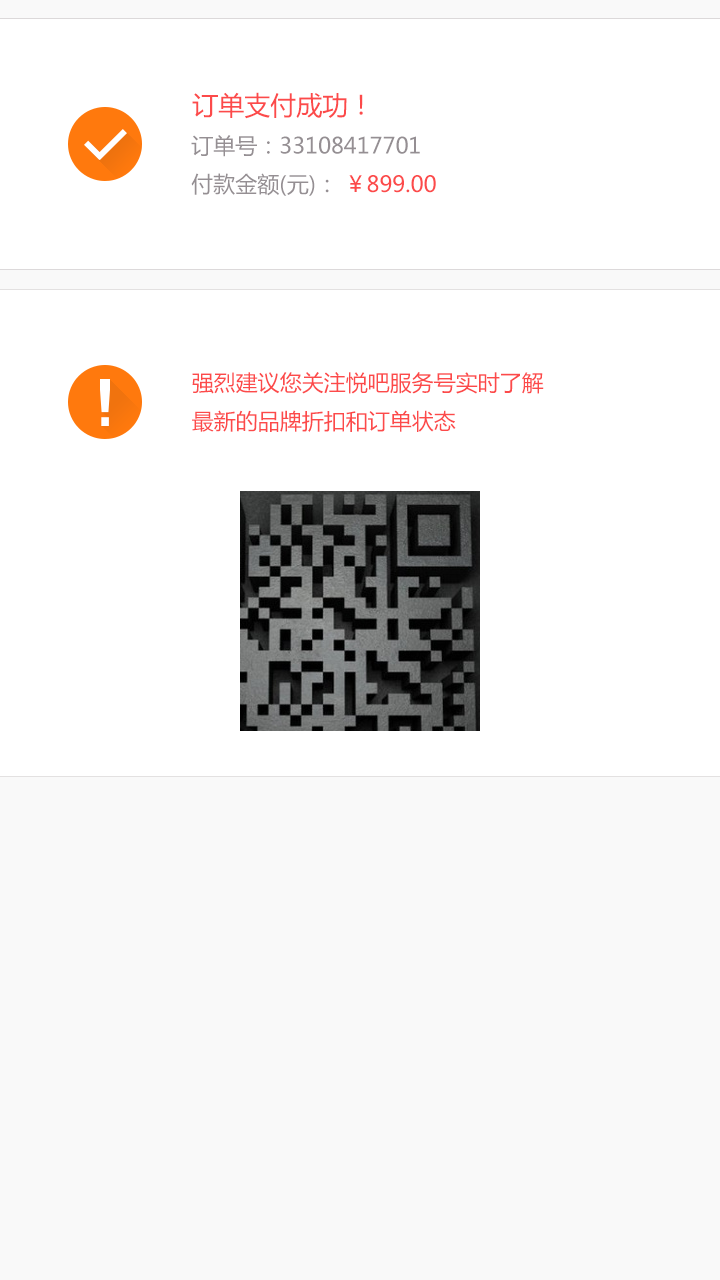 订单支付成功！
订单号：33108417701
付款金额(元)： ￥899.00
强烈建议您关注悦吧服务号实时了解
最新的品牌折扣和订单状态